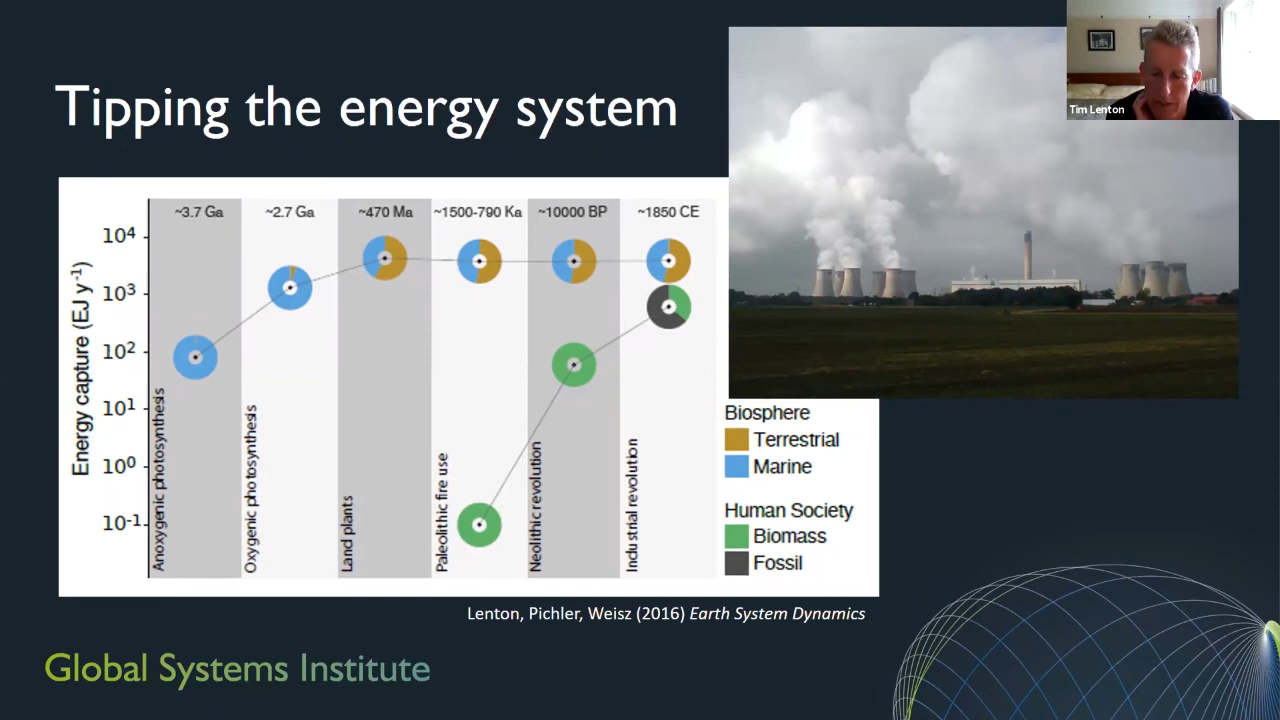 Tipping the energy system
Tim Lenton
~3.7 Ga
~2.7 Ga
~470 Ma
~1500-790 Ka
~10000 BP
~1850 CE
Energy capture (EJ y⁻¹)
10⁴
10³
10²
10¹
10⁰
10⁻¹
Anoxygenic photosynthesis
Oxygenic photosynthesis
Land plants
Paleolithic fire use
Neolithic revolution
Industrial revolution
Biosphere
Terrestrial
Marine
Human Society
Biomass
Fossil
Lenton, Pichler, Weisz (2016) Earth System Dynamics
Global Systems Institute